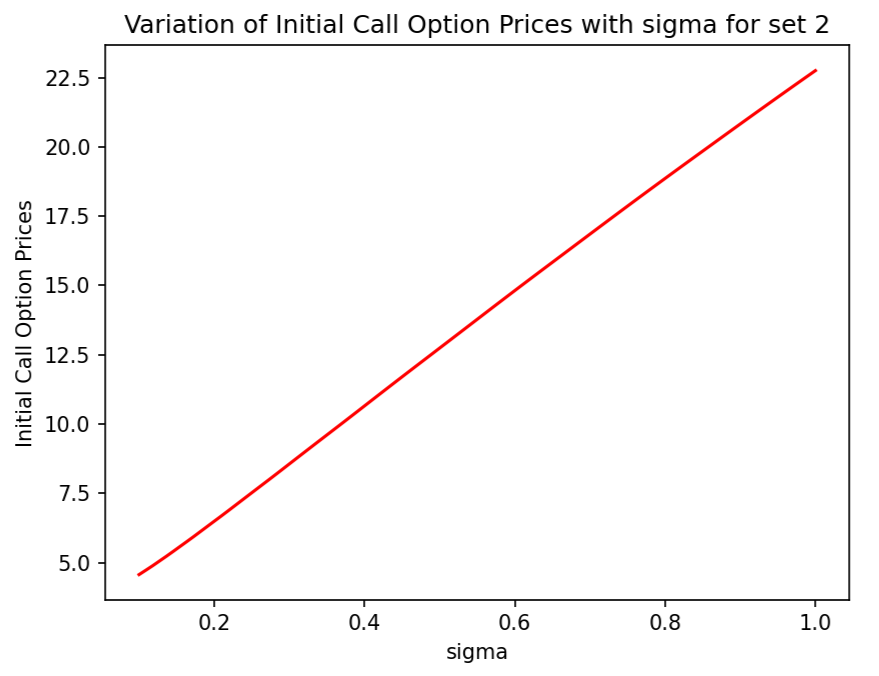 Variation of Initial Call Option Prices with sigma for set 2
Initial Call Option Prices
22.5
20.0
17.5
15.0
12.5
10.0
7.5
5.0
0.2 0.4 0.6 0.8 1.0
sigma